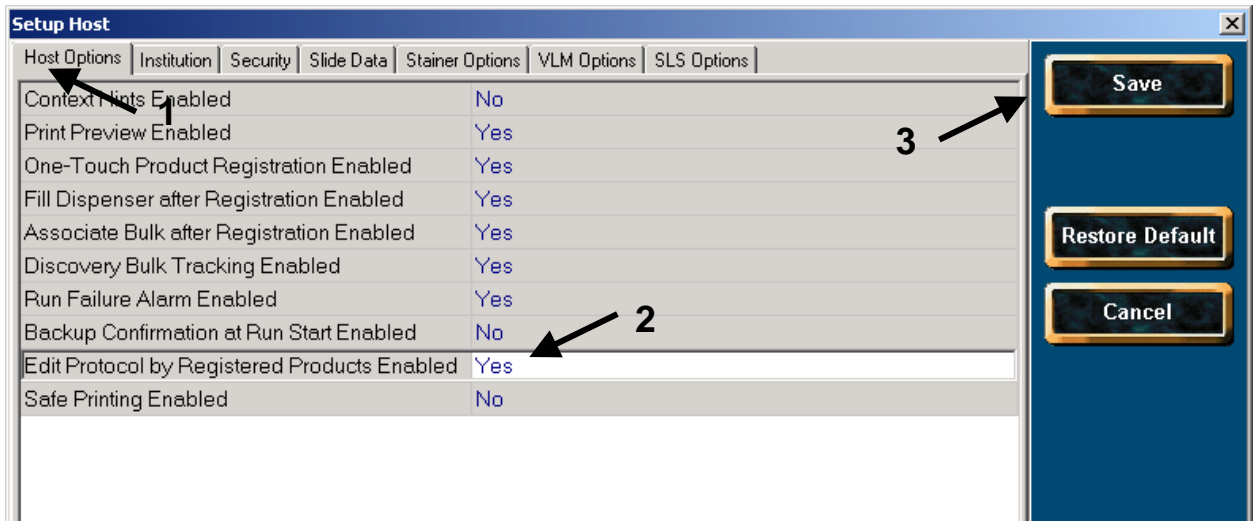 Setup Host
Host Options Institution Security Slide Data Stainer Options VLM Options SLS Options
Context Hints Enabled No
1
Print Preview Enabled Yes
One-Touch Product Registration Enabled Yes
Fill Dispenser after Registration Enabled Yes
Associate Bulk after Registration Enabled Yes
Discovery Bulk Tracking Enabled Yes
Run Failure Alarm Enabled Yes
Backup Confirmation at Run Start Enabled No
2
Edit Protocol by Registered Products Enabled Yes
Safe Printing Enabled No
3
Save
Restore Default
Cancel